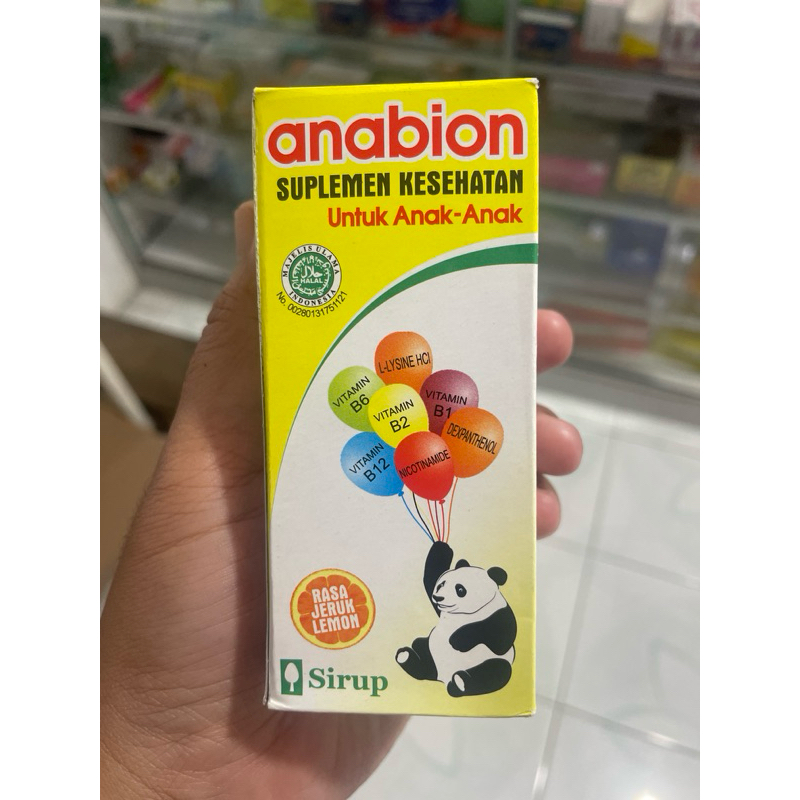 anabion
SUPLEMEN KESEHATAN
Untuk Anak-Anak
MAJELIS ULAMA
حلال
HALAL
INDONESIA
No. 00280131751121
L-LYSINE HCl
VITAMIN
B6
VITAMIN
B1
VITAMIN
B2
DEXPANTHENOL
VITAMIN
B12
NICOTINAMIDE
RASA
JERUK
LEMON
Sirup